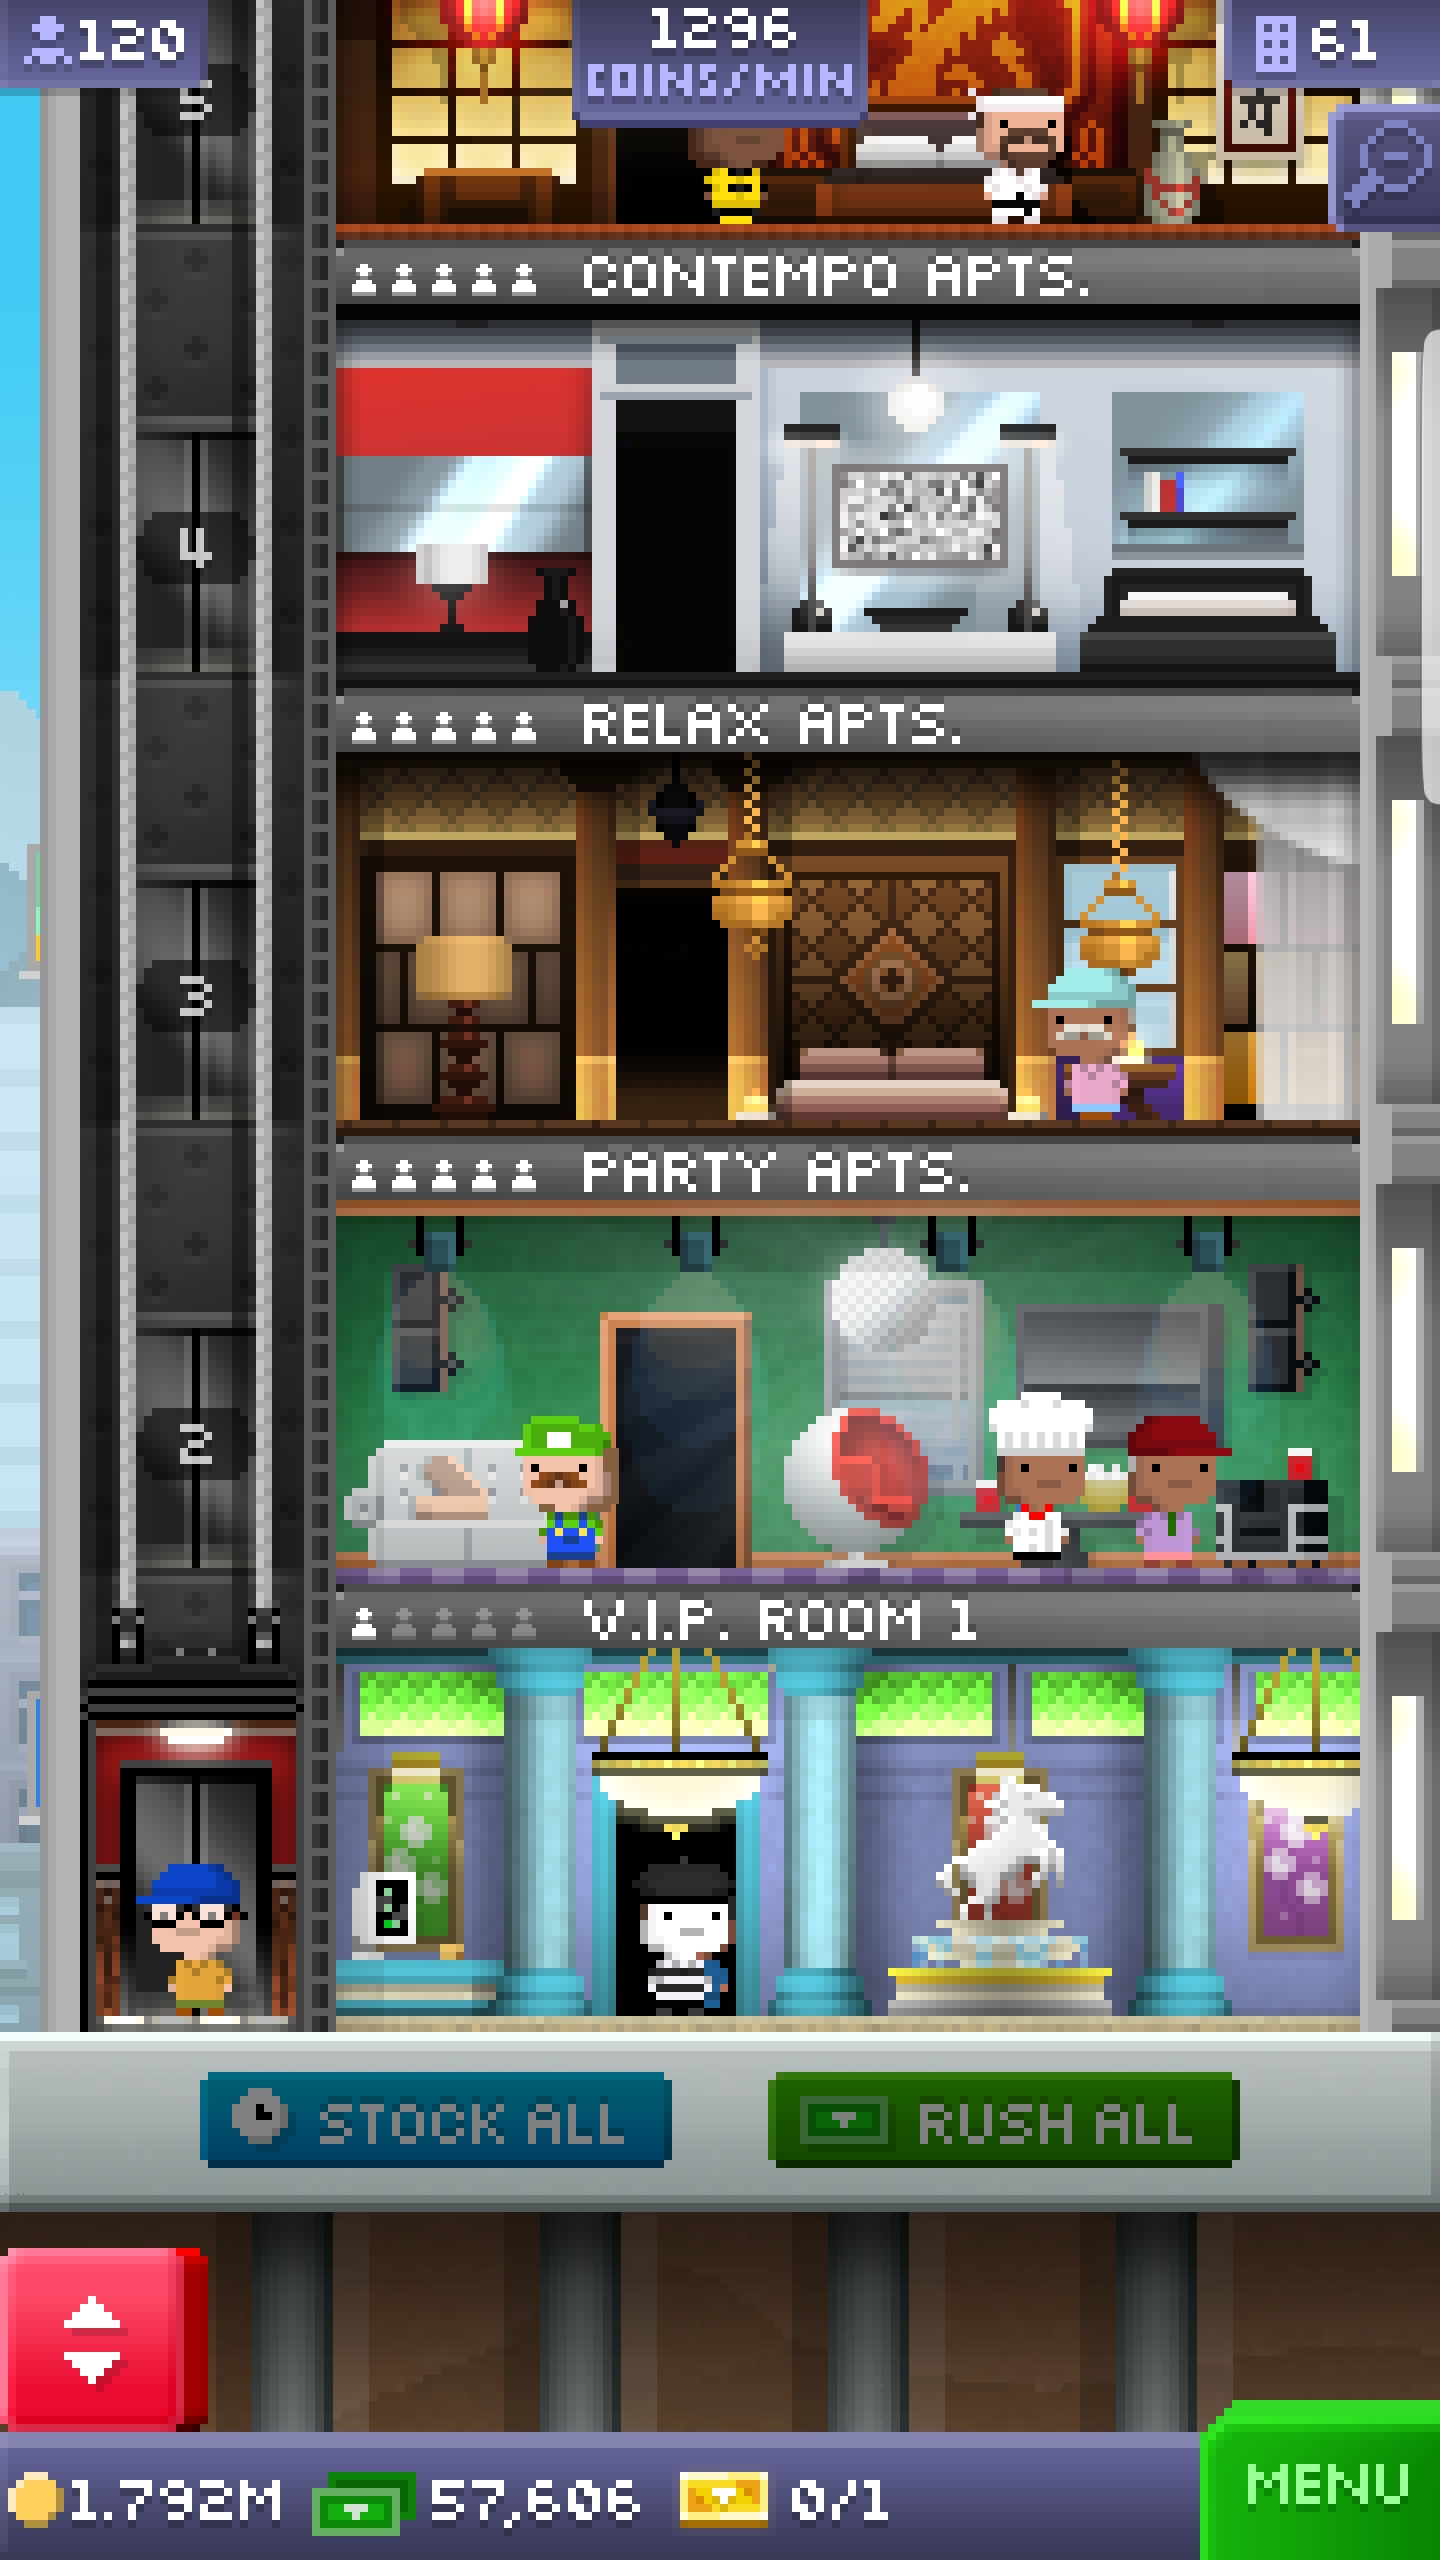 120
1296
COINS/MIN
61
5
CONTEMPO APTS.
4
RELAX APTS.
3
PARTY APTS.
2
V.I.P. ROOM 1
STOCK ALL
RUSH ALL
1.792M
57,606
0/1
MENU